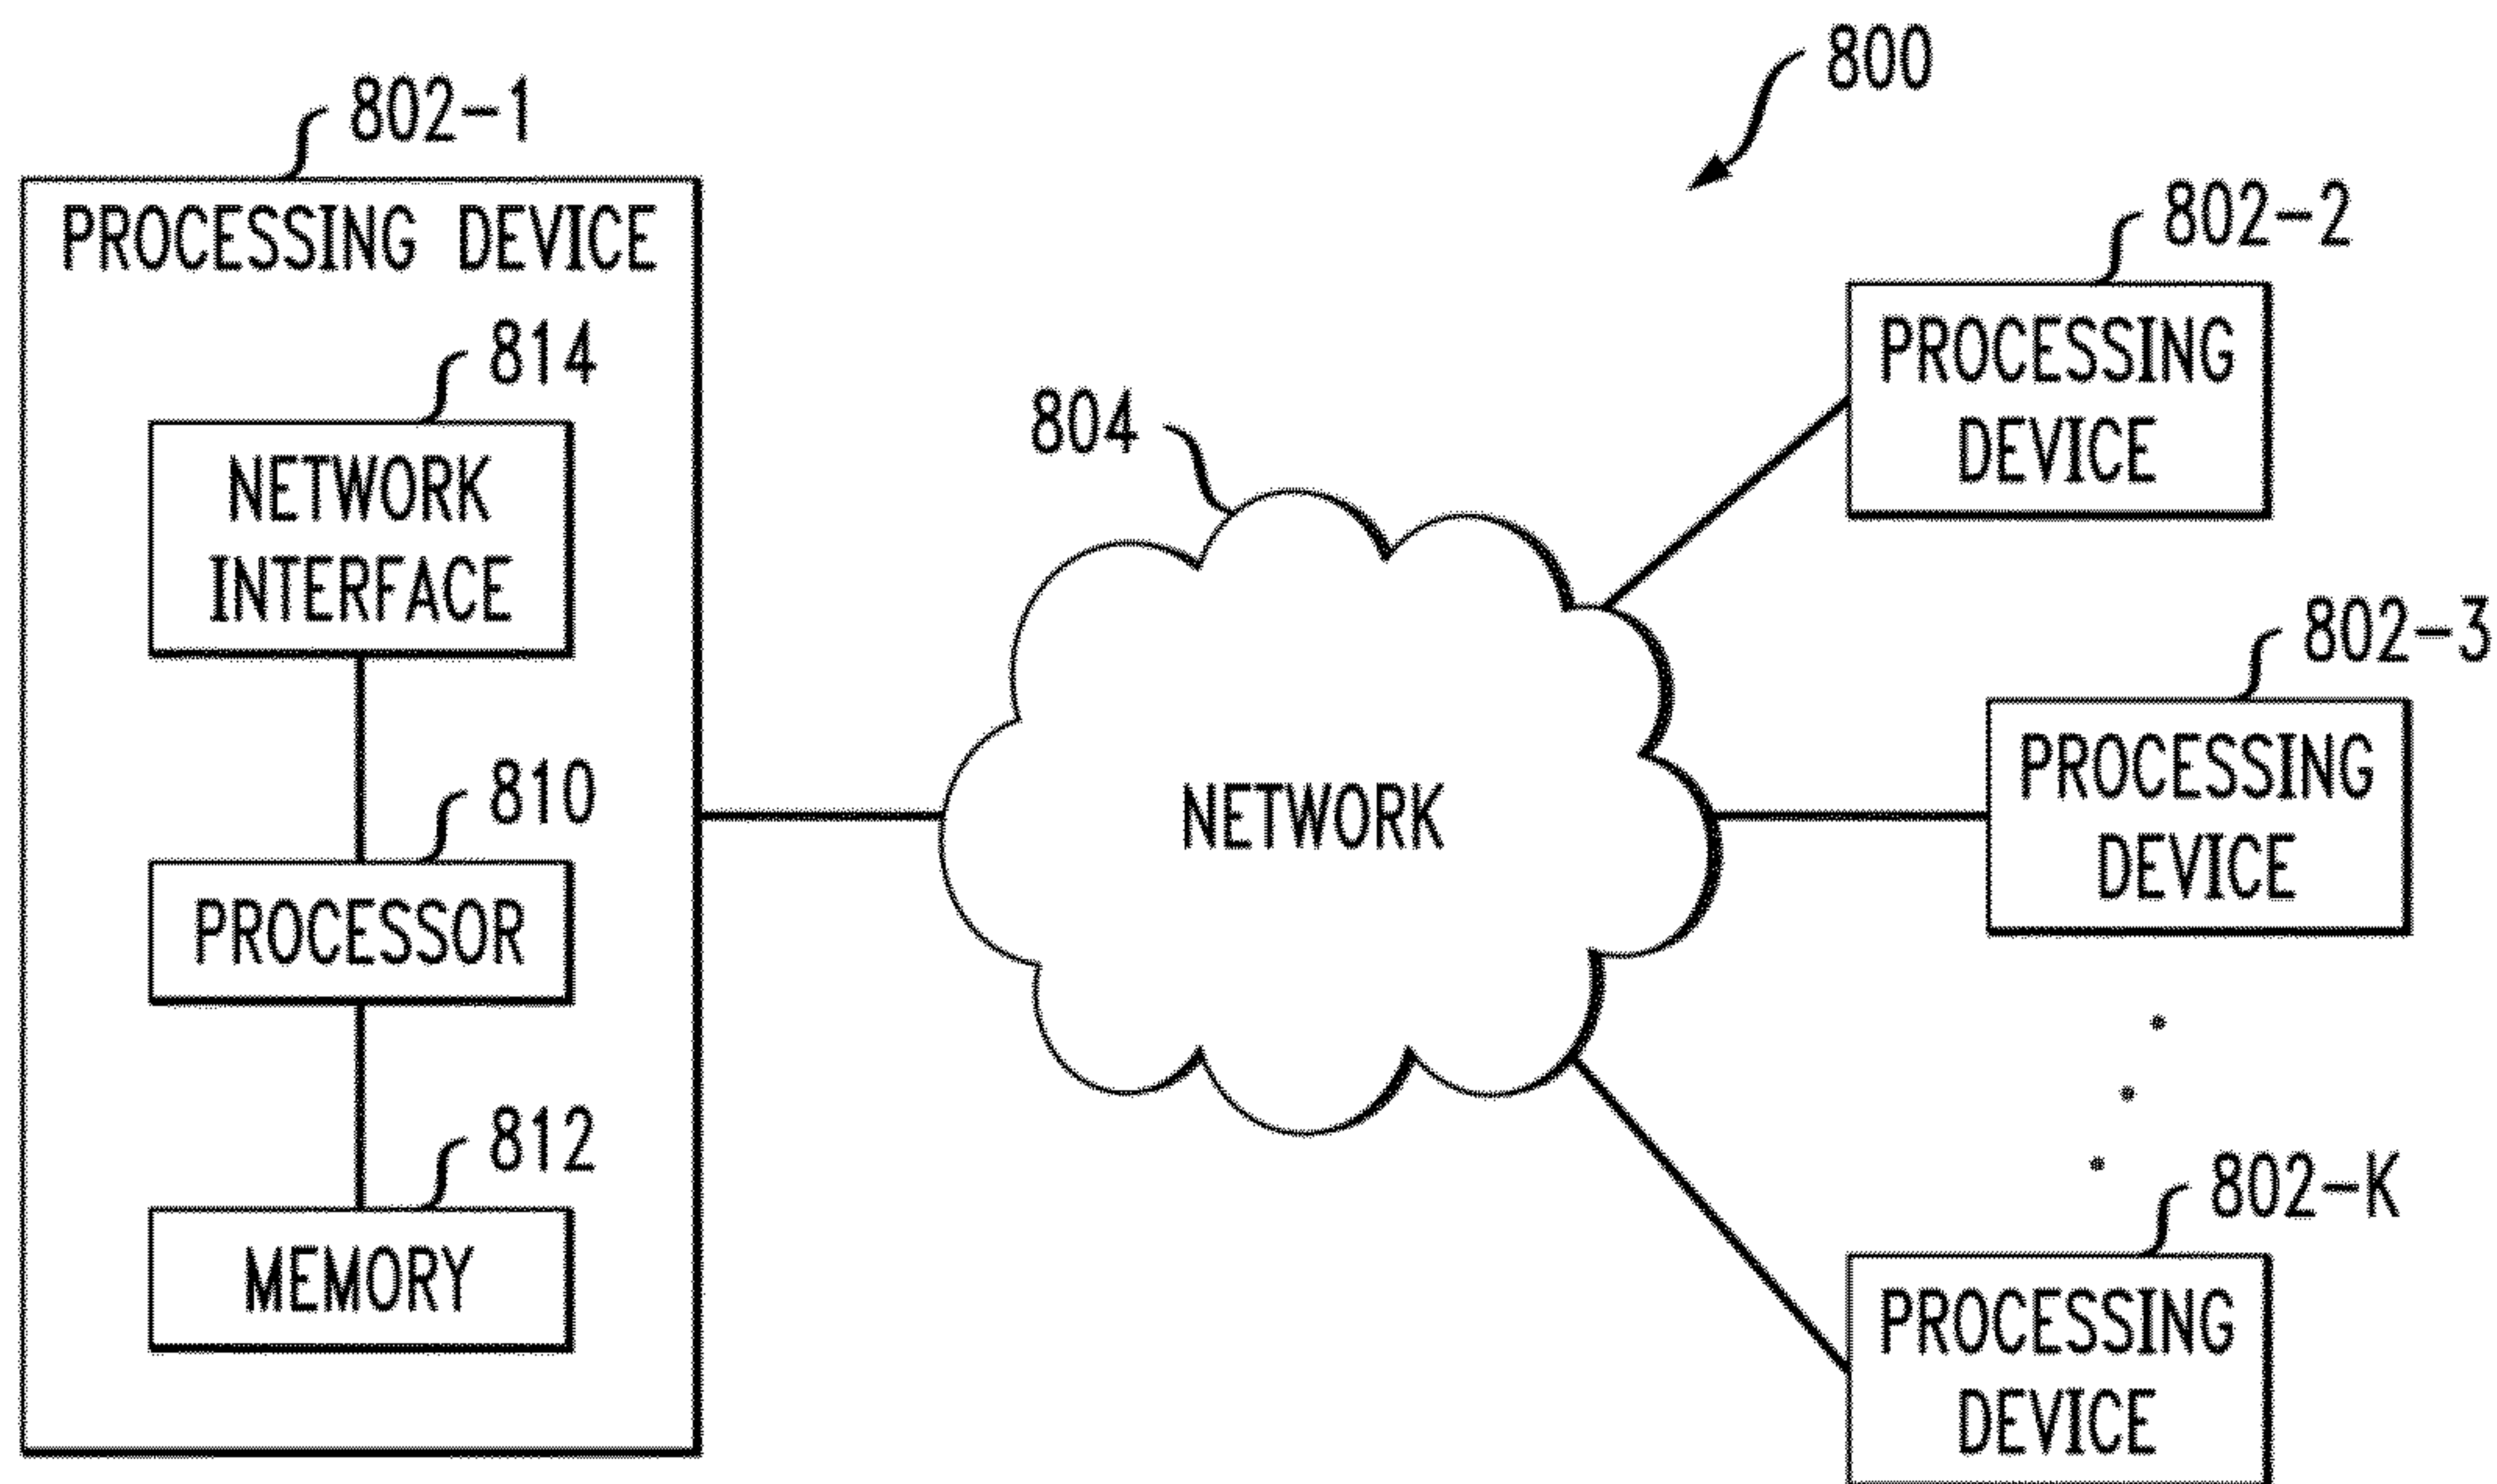 800
802-1
PROCESSING DEVICE
814
NETWORK
INTERFACE
810
PROCESSOR
812
MEMORY
804
NETWORK
802-2
PROCESSING
DEVICE
802-3
PROCESSING
DEVICE
802-K
PROCESSING
DEVICE